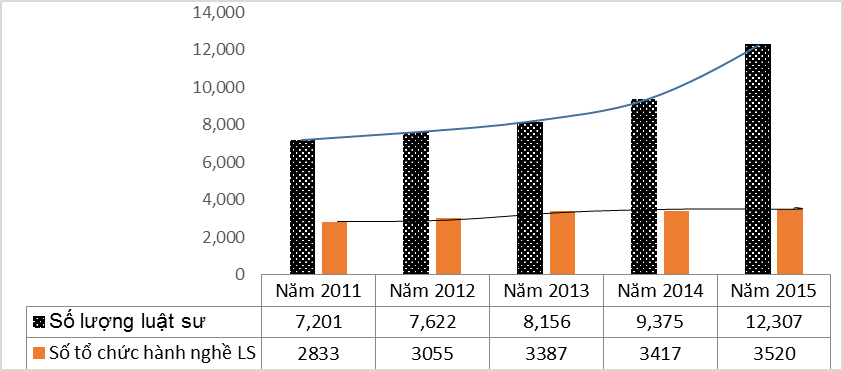 14,000
12,000
10,000
8,000
6,000
4,000
2,000
0
Năm 2011 Năm 2012 Năm 2013 Năm 2014 Năm 2015
Số lượng luật sư 7,201 7,622 8,156 9,375 12,307
Số tổ chức hành nghề LS 2833 3055 3387 3417 3520